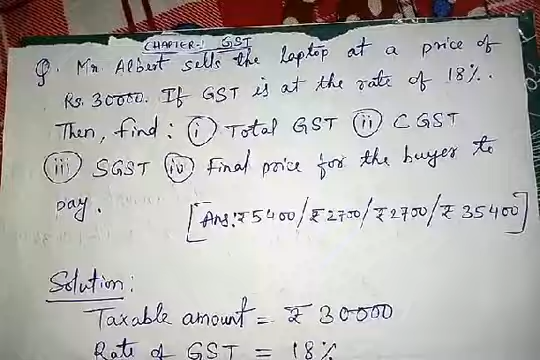 CHAPTER:- GST
Q. Mr Albert sells the laptop at a price of
Rs. 30000. If GST is at the rate of 18%.
Then, find: (i) Total GST (ii) CGST
(iii) SGST (iv) Final price for the buyer to
pay. [Ans: ₹5400/₹2700/₹2700/₹35400]
Solution:
Taxable amount = ₹30000
Rate of GST = 18%